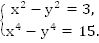 x² − y² = 3,
x⁴ − y⁴ = 15.